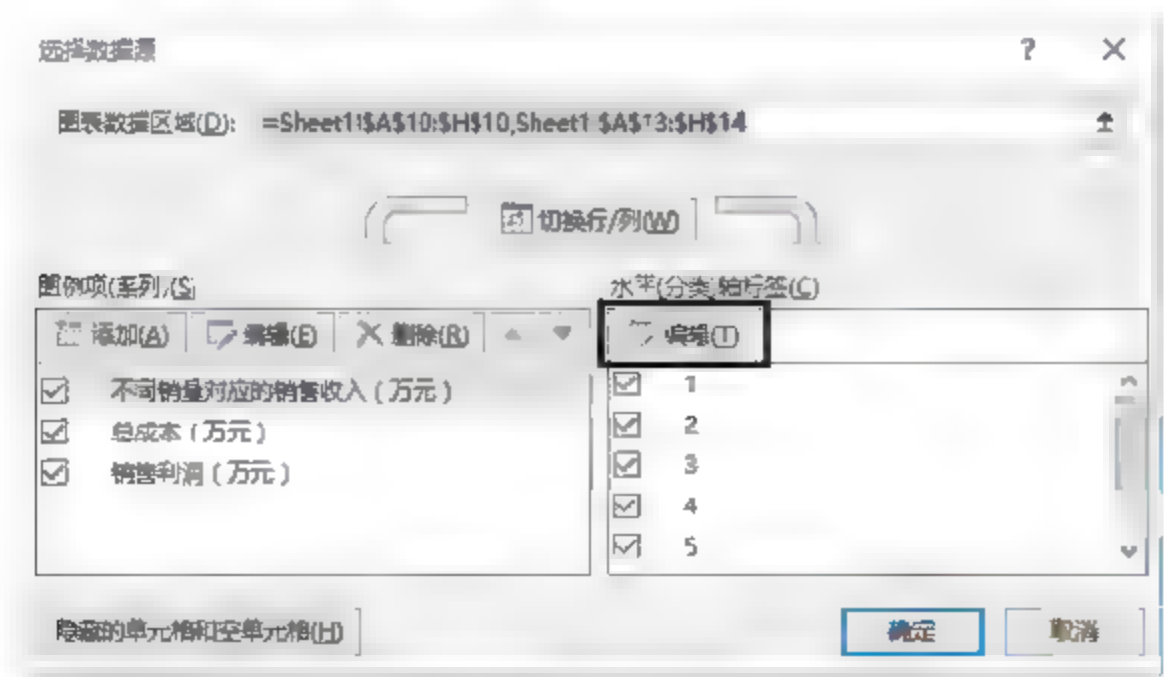 选择数据源 ?
图表数据区域(D): =Sheet1!$A$10:$H$10,Sheet1 $A$13:$H$14
切换行/列(W)
图例项(系列)(S)
水平(分类)轴标签(C)
添加(A) 编辑(E) 删除(R)
编辑(T)
不同销量对应的销售收入(万元)
总成本(万元)
销售利润(万元)
1
2
3
4
5
隐藏的单元格和空单元格(H)
确定 取消